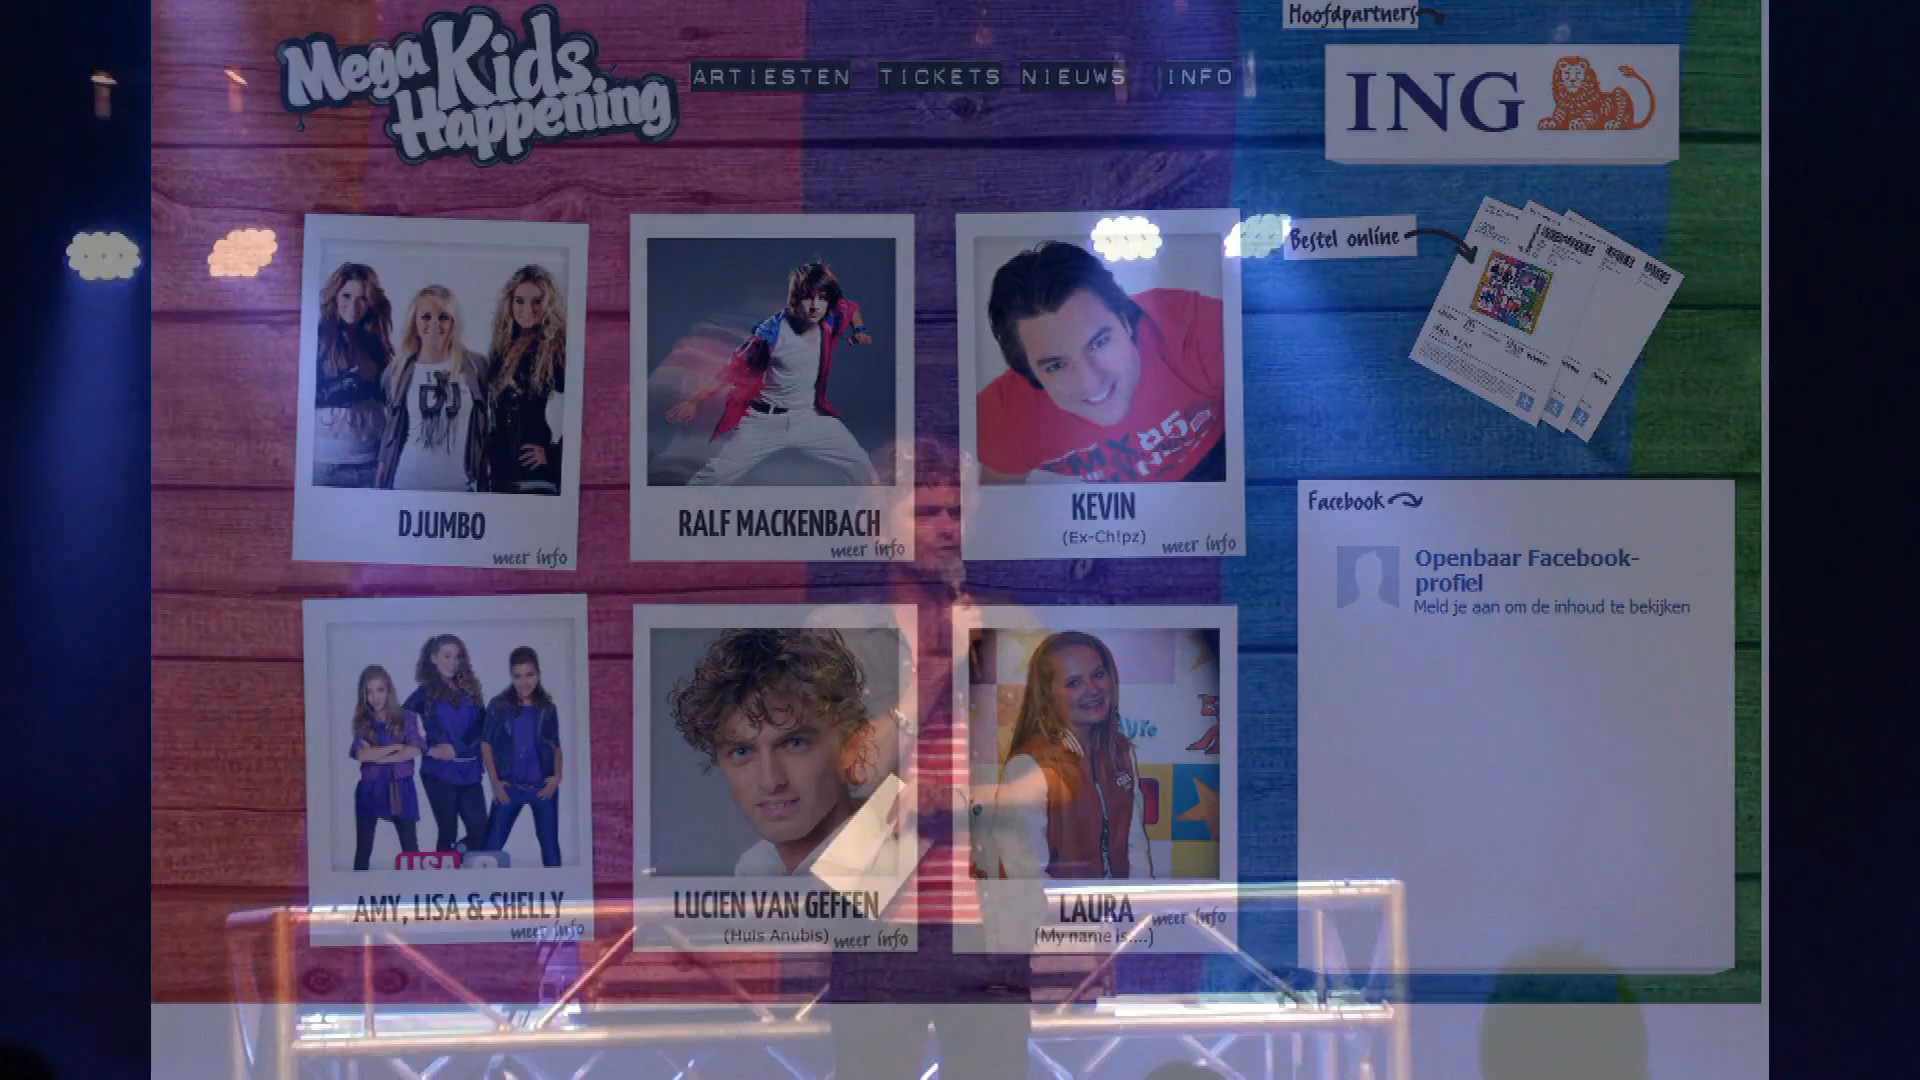 Hoofdpartners
Mega Kids
Happening
ARTIESTEN TICKETS NIEUWS INFO
ING
Bestel online
DJ
DJUMBO
meer info
RALF MACKENBACH
meer info
KEVIN
(Ex-Ch!pz)
meer info
Facebook
Openbaar Facebook-
profiel
Meld je aan om de inhoud te bekijken
LISA
AMY, LISA & SHELLY
meer info
LUCIEN VAN GEFFEN
(Huis Anubis)
meer info
LAURA
(My name is....)
meer info